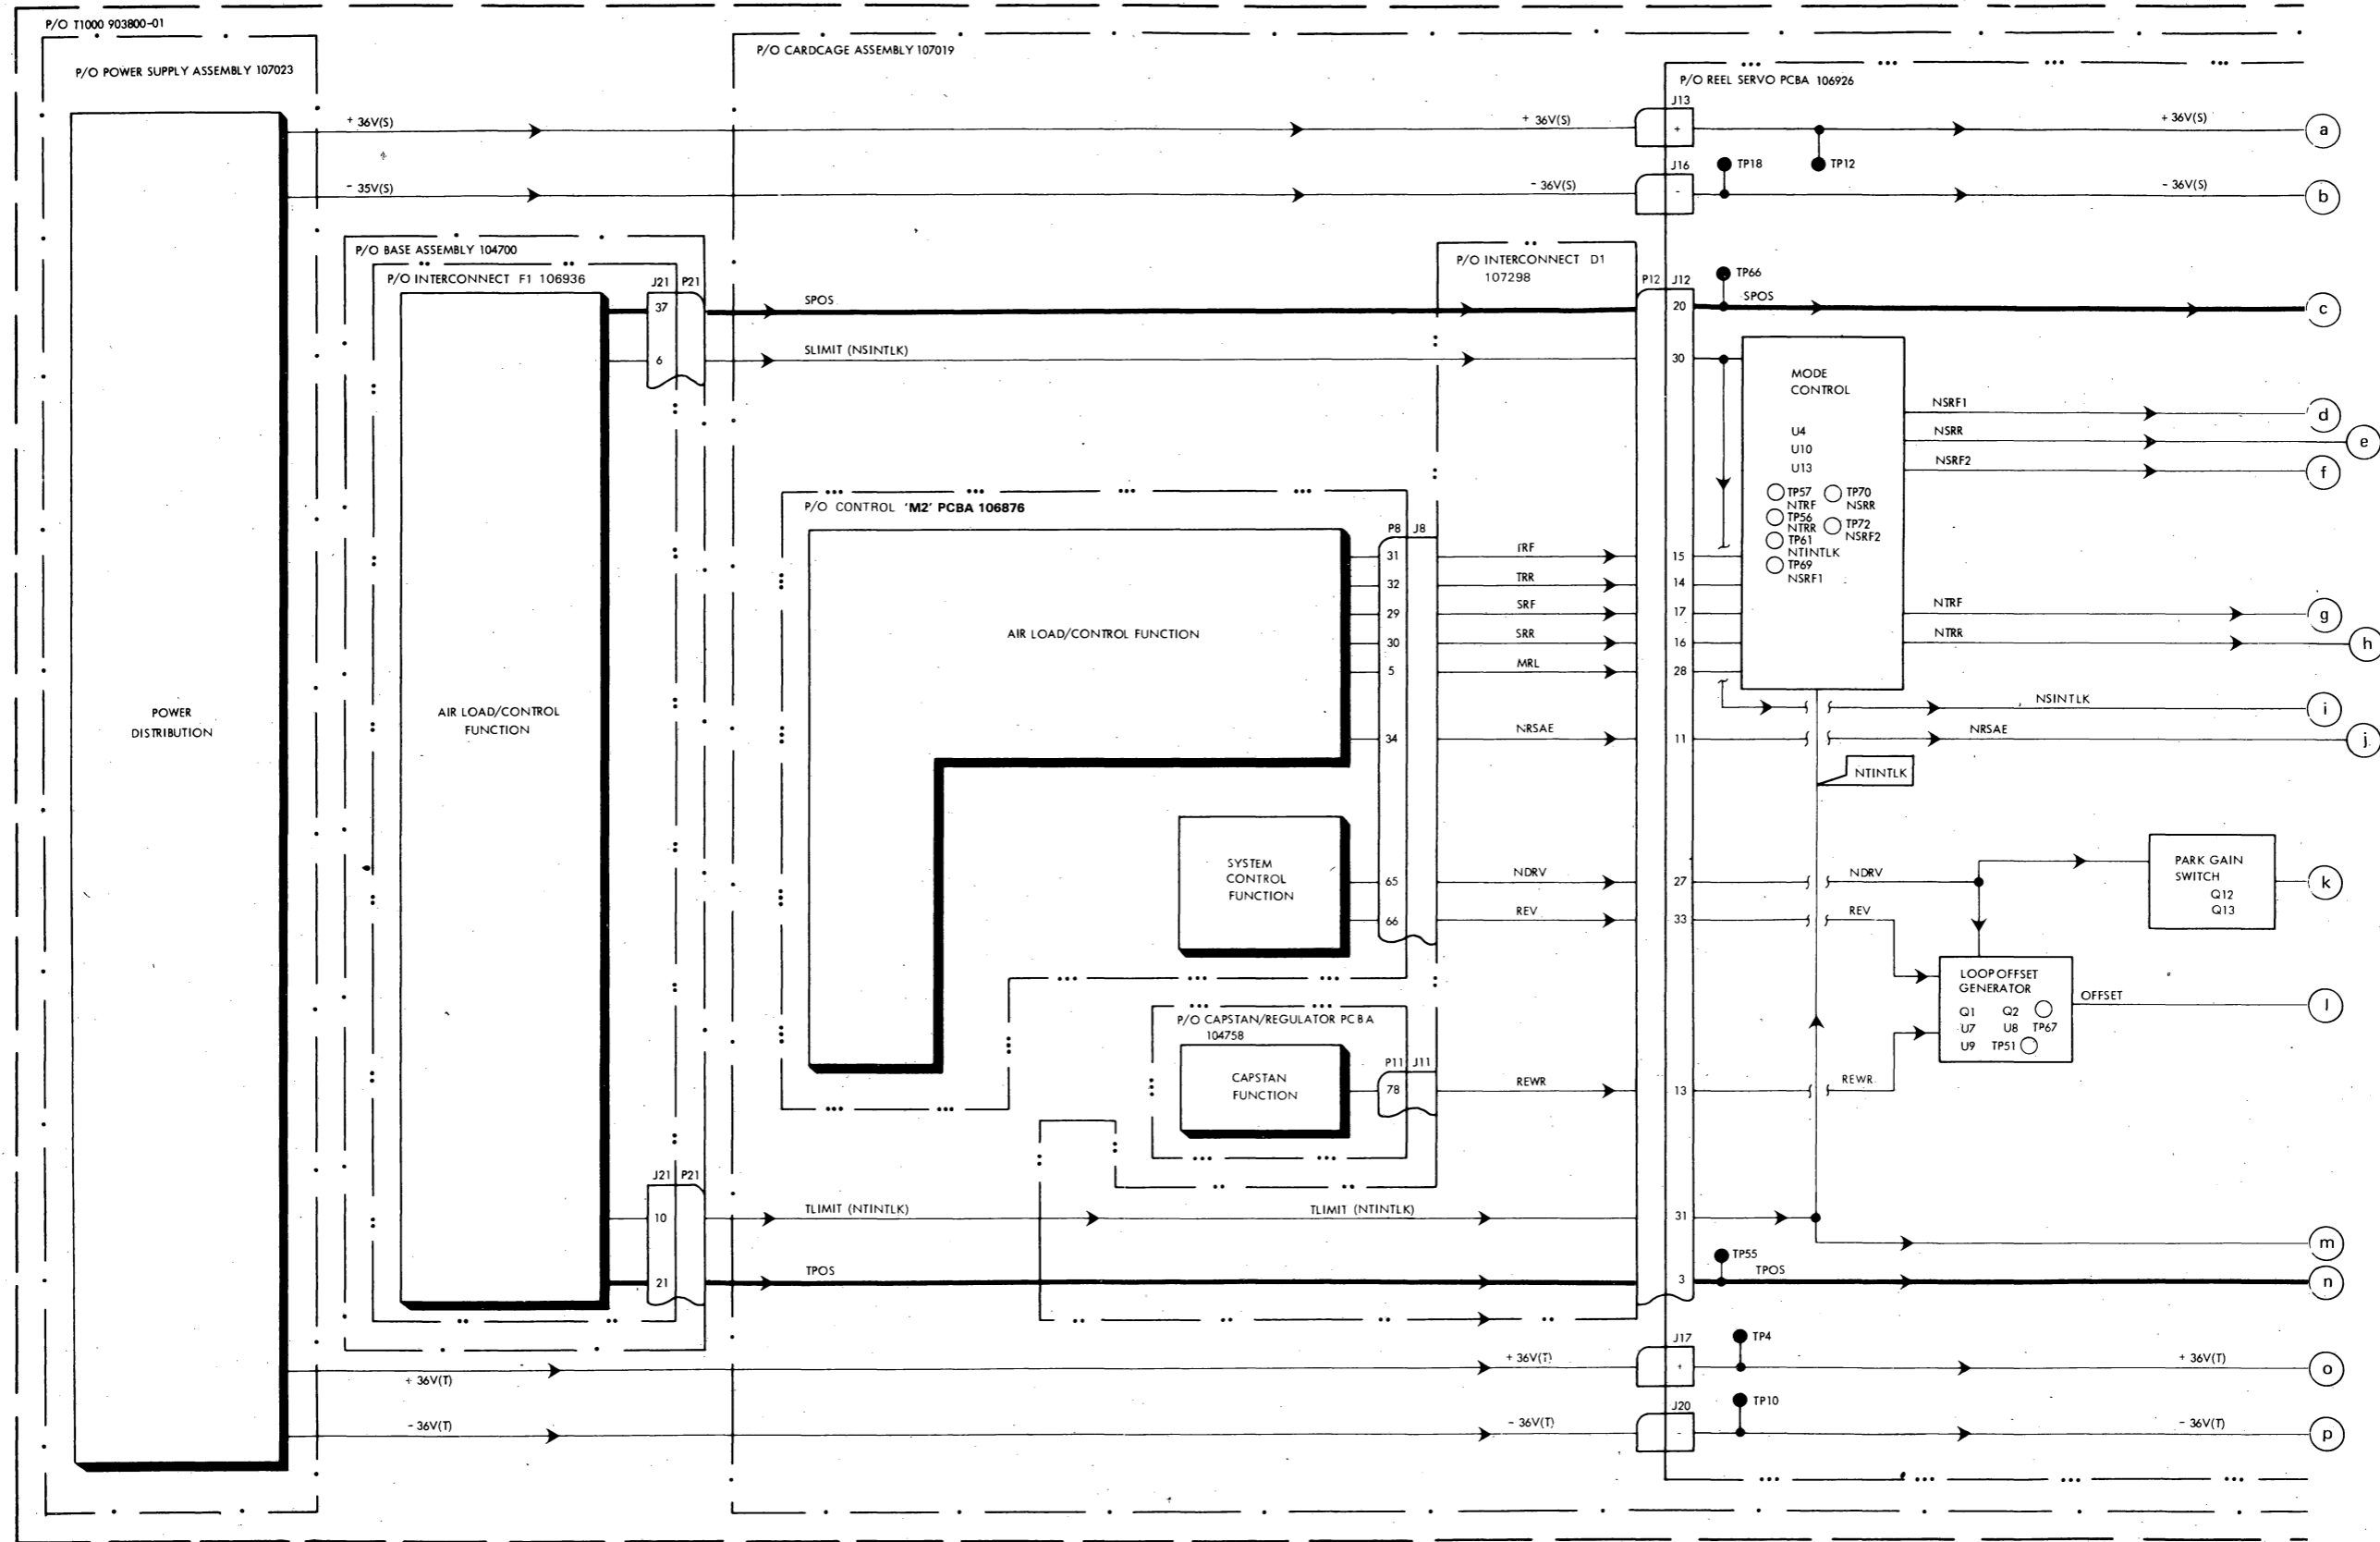 P/O T1000 903800-01
P/O POWER SUPPLY ASSEMBLY 107023
POWER
DISTRIBUTION
+ 36V(S)
- 35V(S)
P/O BASE ASSEMBLY 104700
P/O INTERCONNECT F1 106936
AIR LOAD/CONTROL
FUNCTION
J21 P21
37
6
J21 P21
10
21
+ 36V(T)
- 36V(T)
P/O CARDCAGE ASSEMBLY 107019
+ 36V(S)
- 36V(S)
SPOS
SLIMIT (NSINTLK)
P/O INTERCONNECT D1
107298
P/O CONTROL 'M2' PCBA 106876
AIR LOAD/CONTROL FUNCTION
P8 J8
31
32
29
30
5
34
65
66
SYSTEM
CONTROL
FUNCTION
TRR
SRF
SRR
MRL
NRSAE
NDRV
REV
P/O CAPSTAN/REGULATOR PCBA
104758
CAPSTAN
FUNCTION
P11 J11
78
REWR
TLIMIT (NTINTLK)
TLIMIT (NTINTLK)
TPOS
+ 36V(T)
- 36V(T)
P/O REEL SERVO PCBA 106926
J13
+
J16
-
TP18
TP12
+ 36V(S)
a
- 36V(S)
b
P12 J12
20
30
15
14
17
16
28
11
27
33
13
31
3
TP66
SPOS
c
MODE
CONTROL
U4
U10
U13
TP57 TP70
NTRF NSRR
TP56 TP72
NTRR NSRF2
TP61
NTINTLK
TP69
NSRF1
NSRF1
d
NSRR
e
NSRF2
f
NTRF
g
NTRR
h
NSINTLK
i
NRSAE
j
NTINTLK
NDRV
REV
PARK GAIN
SWITCH
Q12
Q13
k
LOOP OFFSET
GENERATOR
Q1 Q2
U7 U8 TP67
U9 TP51
OFFSET
l
REWR
m
TP55
TPOS
n
J17
+
TP4
+ 36V(T)
o
J20
-
TP10
- 36V(T)
p